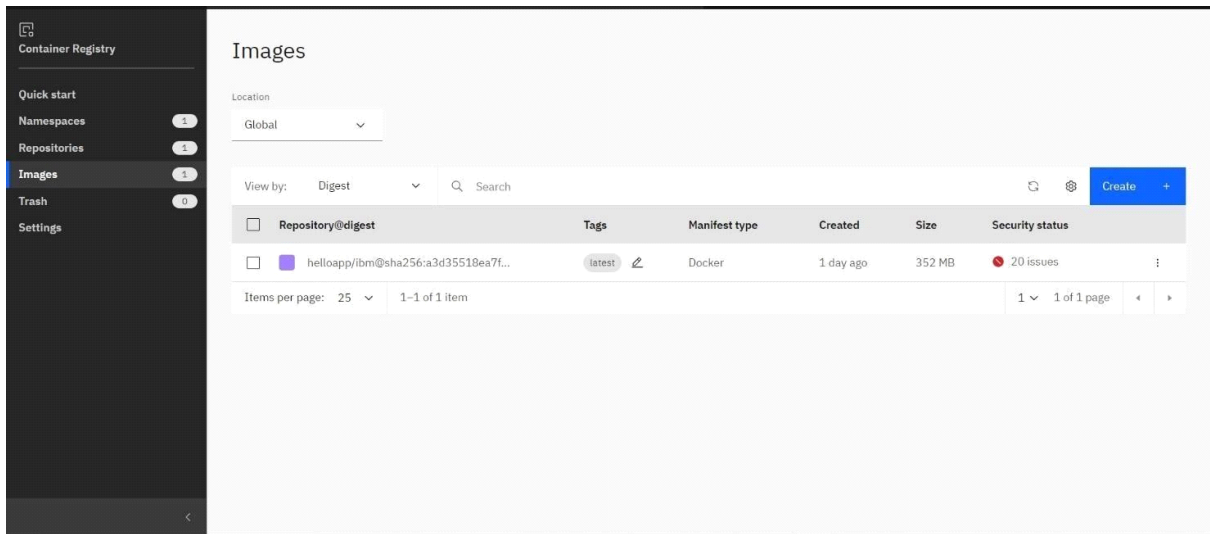 Container Registry
Quick start
Namespaces 1
Repositories 1
Images 1
Trash 0
Settings
Images
Location
Global
View by: Digest Search Create +
Repository@digest Tags Manifest type Created Size Security status
helloapp/ibm@sha256:a3d35518ea7f... latest Docker 1 day ago 352 MB 20 issues
Items per page: 25 1–1 of 1 item 1 1 of 1 page